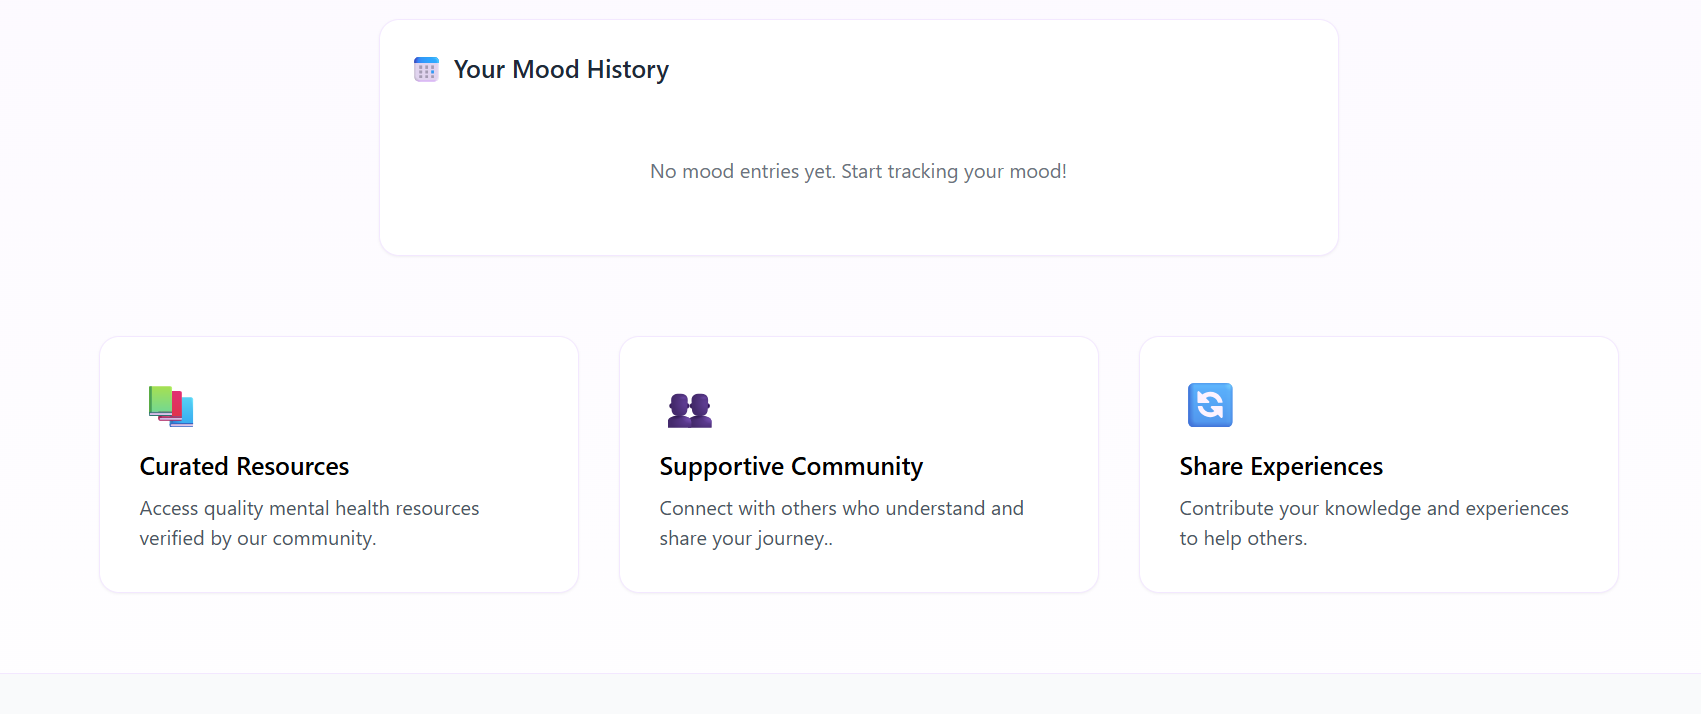 Your Mood History
No mood entries yet. Start tracking your mood!
Curated Resources
Access quality mental health resources
verified by our community.
Supportive Community
Connect with others who understand and
share your journey..
Share Experiences
Contribute your knowledge and experiences
to help others.